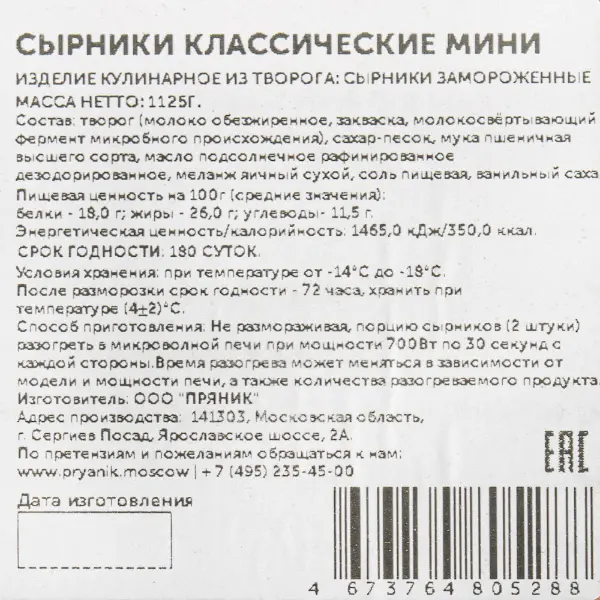 СЫРНИКИ КЛАССИЧЕСКИЕ МИНИ
ИЗДЕЛИЕ КУЛИНАРНОЕ ИЗ ТВОРОГА: СЫРНИКИ ЗАМОРОЖЕННЫЕ
МАССА НЕТТО: 1125Г.
Состав: творог (молоко обезжиренное, закваска, молокосвёртывающий
фермент микробного происхождения), сахар-песок, мука пшеничная
высшего сорта, масло подсолнечное рафинированное
дезодорированное, меланж яичный сухой, соль пищевая, ванильный саха
Пищевая ценность на 100г (средние значения):
белки - 18,0 г; жиры - 26,0 г; углеводы- 11,5 г.
Энергетическая ценность/калорийность: 1465,0 кДж/350,0 ккал.
СРОК ГОДНОСТИ: 180 СУТОК.
Условия хранения: при температуре от -14°С до -18°С.
После разморозки срок годности - 72 часа, хранить при
температуре (4±2)°С.
Способ приготовления: Не размораживая, порцию сырников (2 штуки)
разогреть в микроволной печи при мощности 700Вт по 30 секунд с
каждой стороны.Время разогрева может меняться в зависимости от
модели и мощности печи, а также количества разогреваемого продукта.
Изготовитель: ООО "ПРЯНИК"
Адрес производства: 141303, Московская область,
г. Сергиев Посад, Ярославское шоссе, 2А.
По претензиям и пожеланиям обращаться к нам:
www.pryanik.moscow | +7 (495) 235-45-00
EAC
Дата изготовления
4 673764 805288